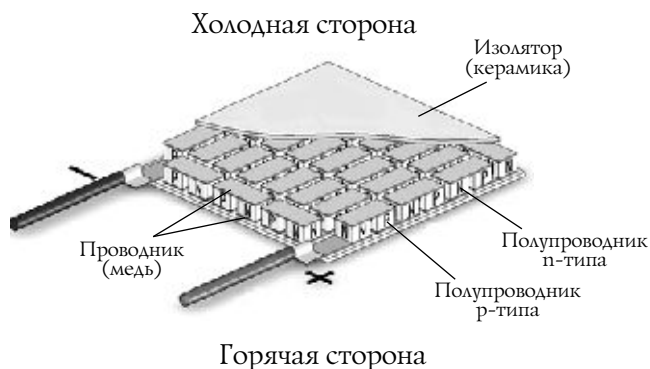 Холодная сторона
Изолятор
(керамика)
Проводник
(медь)
Полупроводник
n-типа
Полупроводник
p-типа
Горячая сторона